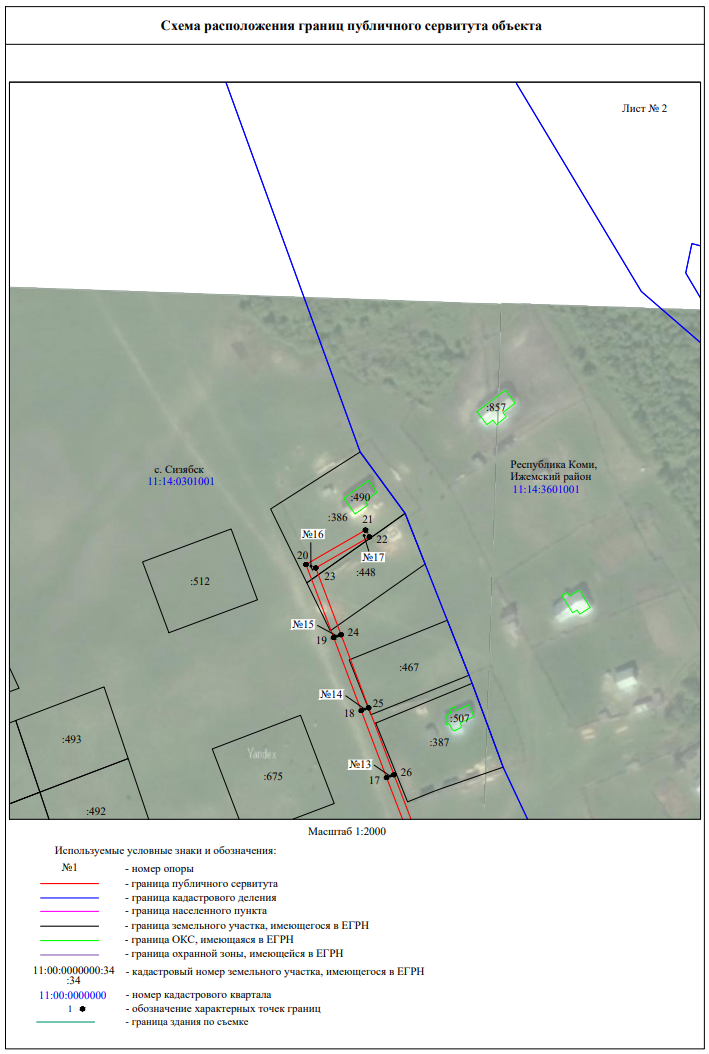 Схема расположения границ публичного сервитута объекта
Лист № 2
:857
с. Сизябск
11:14:0301001
Республика Коми,
Ижемский район
11:14:3601001
:490
:386
21
№16
22
20
№17
23
:448
:512
№15
24
19
:467
№14
25
18
:507
:493
:387
Yandex
№13
26
:675
17
:492
Масштаб 1:2000
Используемые условные знаки и обозначения:
№1 - номер опоры
- граница публичного сервитута
- граница кадастрового деления
- граница населенного пункта
- граница земельного участка, имеющегося в ЕГРН
- граница ОКС, имеющаяся в ЕГРН
- граница охранной зоны, имеющейся в ЕГРН
11:00:0000000:34 - кадастровый номер земельного участка, имеющегося в ЕГРН
:34
11:00:0000000 - номер кадастрового квартала
1 - обозначение характерных точек границ
- граница здания по съемке